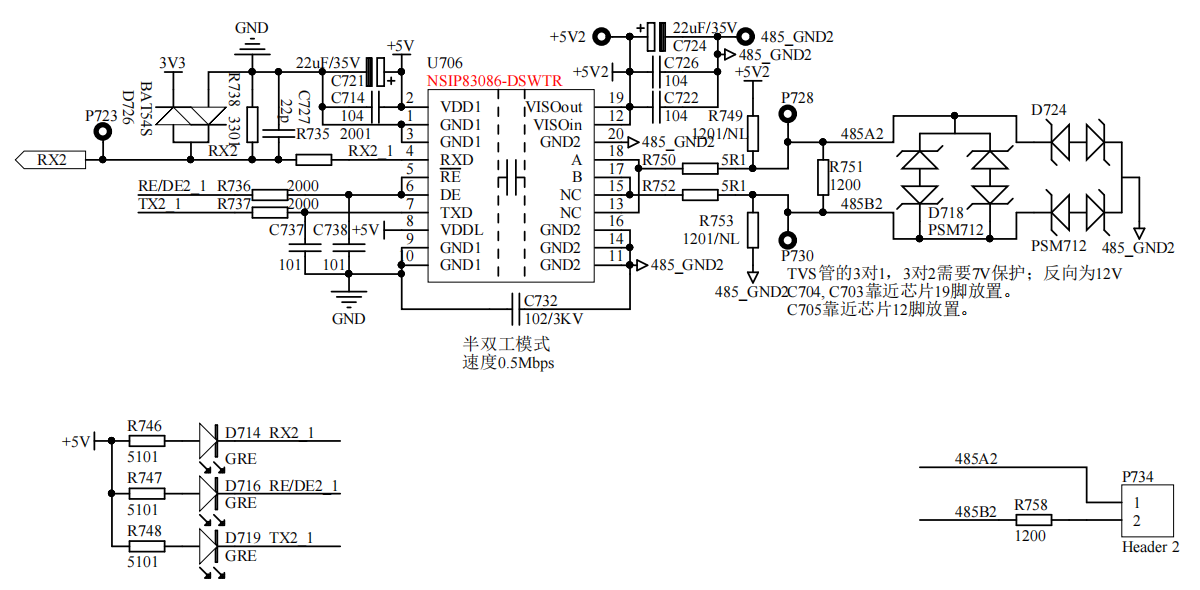 GND
+5V2
22uF/35V
485_GND2
C724
485_GND2
+5V
3V3
22uF/35V
U706
C726
+5V2
C721
NSIP83086-DSWTR
+5V2
104
BAT54S
D726
R738
330k
C727
22p
C714
104
2
VDD1
VISOout
19
C722
104
P728
P723
1
GND1
VISOin
12
R749
1201/NL
D724
R735
2001
3
GND1
GND2
20
485_GND2
485A2
RX2
RX2
RX2_1
4
RXD
A
18
R750
5R1
5
RE
B
17
R751
1200
RE/DE2_1
R736
2000
6
DE
NC
15
R752
5R1
TX2_1
R737
2000
7
TXD
NC
13
485B2
C737
C738
+5V
8
VDDL
GND2
16
R753
1201/NL
D718
PSM712
9
GND1
GND2
14
PSM712
485_GND2
101
101
0
GND1
GND2
11
485_GND2
P730
TVS管的3对1，3对2需要7V保护；反向为12V
485_GND2
C704, C703靠近芯片19脚放置。
GND
C732
102/3KV
C705靠近芯片12脚放置。
半双工模式
速度0.5Mbps
R746
+5V
D714
RX2_1
5101
GRE
R747
D716
RE/DE2_1
5101
GRE
R748
D719
TX2_1
5101
GRE
485A2
P734
1
485B2
R758
2
1200
Header 2